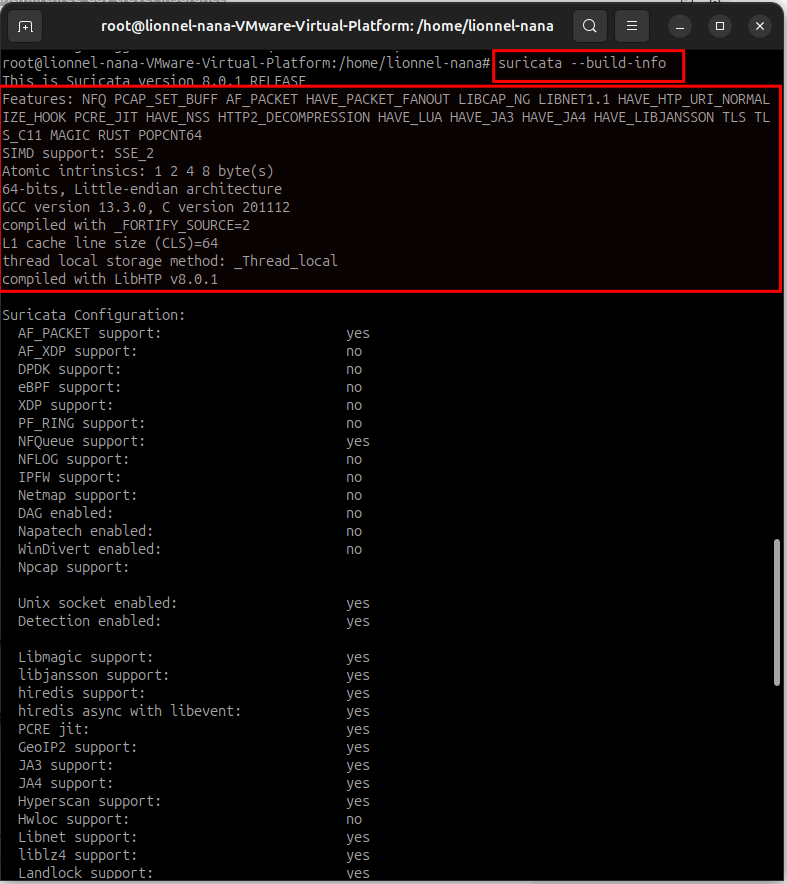 root@lionnel-nana-VMware-Virtual-Platform: /home/lionnel-nana
root@lionnel-nana-VMware-Virtual-Platform:/home/lionnel-nana# suricata --build-info
This is Suricata version 8.0.1 RELEASE
Features: NFQ PCAP_SET_BUFF AF_PACKET HAVE_PACKET_FANOUT LIBCAP_NG LIBNET1.1 HAVE_HTP_URI_NORMAL
IZE_HOOK PCRE_JIT HAVE_NSS HTTP2_DECOMPRESSION HAVE_LUA HAVE_JA3 HAVE_JA4 HAVE_LIBJANSSON TLS TL
S_C11 MAGIC RUST POPCNT64
SIMD support: SSE_2
Atomic intrinsics: 1 2 4 8 byte(s)
64-bits, Little-endian architecture
GCC version 13.3.0, C version 201112
compiled with _FORTIFY_SOURCE=2
L1 cache line size (CLS)=64
thread local storage method: _Thread_local
compiled with LibHTP v8.0.1
Suricata Configuration:
AF_PACKET support: yes
AF_XDP support: no
DPDK support: no
eBPF support: no
XDP support: no
PF_RING support: no
NFQueue support: yes
NFLOG support: no
IPFW support: no
Netmap support: no
DAG enabled: no
Napatech enabled: no
WinDivert enabled: no
Npcap support:
Unix socket enabled: yes
Detection enabled: yes
Libmagic support: yes
libjansson support: yes
hiredis support: yes
hiredis async with libevent: yes
PCRE jit: yes
GeoIP2 support: yes
JA3 support: yes
JA4 support: yes
Hyperscan support: yes
Hwloc support: no
Libnet support: yes
liblz4 support: yes
Landlock support: yes